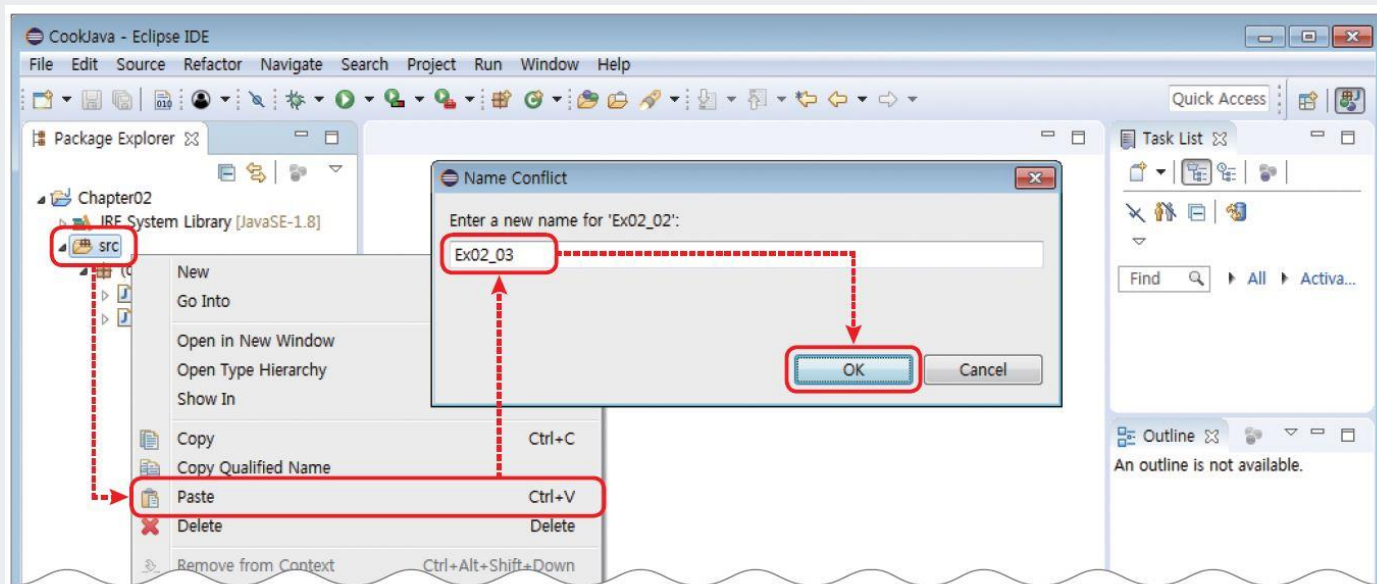 CookJava - Eclipse IDE
File Edit Source Refactor Navigate Search Project Run Window Help
Quick Access
Package Explorer
Task List
Chapter02
JRE System Library [JavaSE-1.8]
src
Name Conflict
Enter a new name for 'Ex02_02':
Ex02_03
OK Cancel
New
Go Into
Open in New Window
Open Type Hierarchy
Show In
Copy Ctrl+C
Copy Qualified Name
Paste Ctrl+V
Delete Delete
Remove from Context Ctrl+Alt+Shift+Down
Find All Activa...
Outline
An outline is not available.